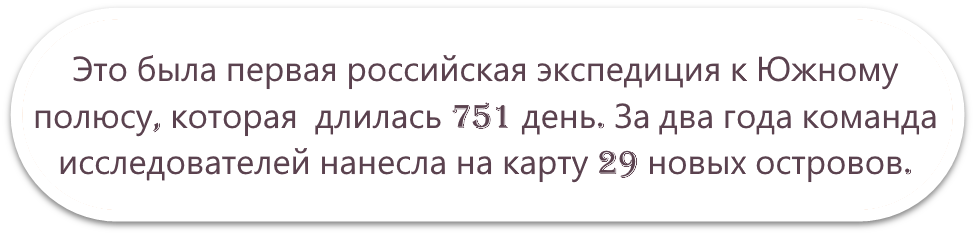 Это была первая российская экспедиция к Южному
полюсу, которая длилась 751 день. За два года команда
исследователей нанесла на карту 29 новых островов.